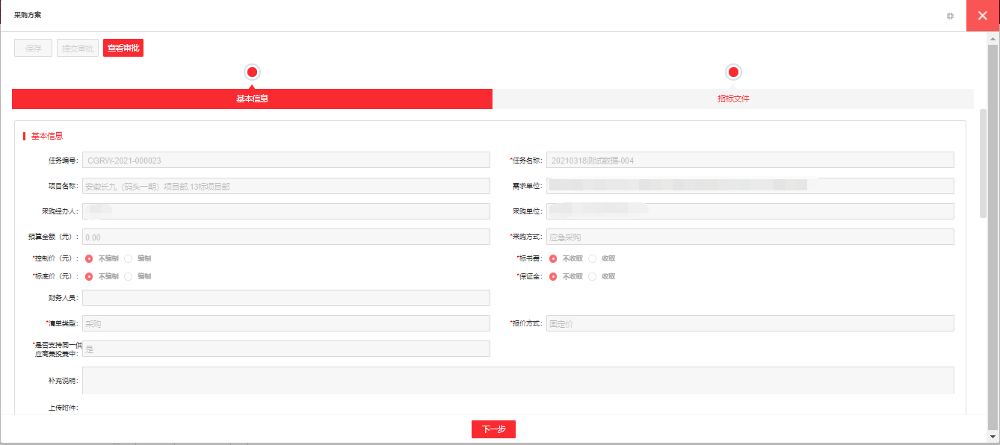 采购方案
保存 提交审批 查看审批
基本信息 招标文件
基本信息
任务编号： CGRW-2021-000023 *任务名称： 20210318测试数据-004
项目名称： 安徽长九（码头一期）项目部,13标项目部 需求单位：
采购经办人： 采购单位：
预算金额（元）： 0.00 *采购方式： 应急采购
*控制价（元）： 不编制 编制 *标书费： 不收取 收取
*标底价（元）： 不编制 编制 *保证金： 不收取 收取
财务人员：
*清单类型： 采购 *报价方式： 固定价
*是否支持同一供
应商兼投兼中： 是
补充说明：
上传附件：
下一步